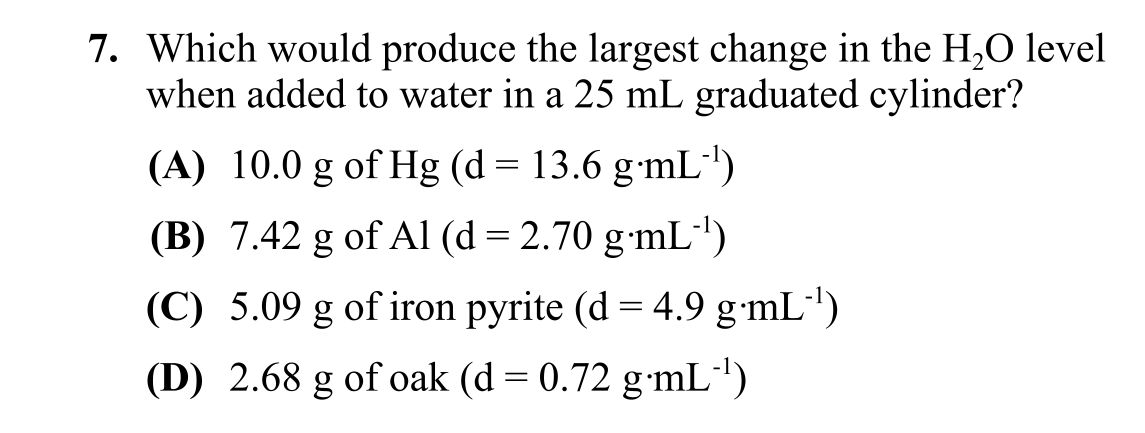 7. Which would produce the largest change in the H₂O level
when added to water in a 25 mL graduated cylinder?
(A) 10.0 g of Hg (d = 13.6 g·mL⁻¹)
(B) 7.42 g of Al (d = 2.70 g·mL⁻¹)
(C) 5.09 g of iron pyrite (d = 4.9 g·mL⁻¹)
(D) 2.68 g of oak (d = 0.72 g·mL⁻¹)